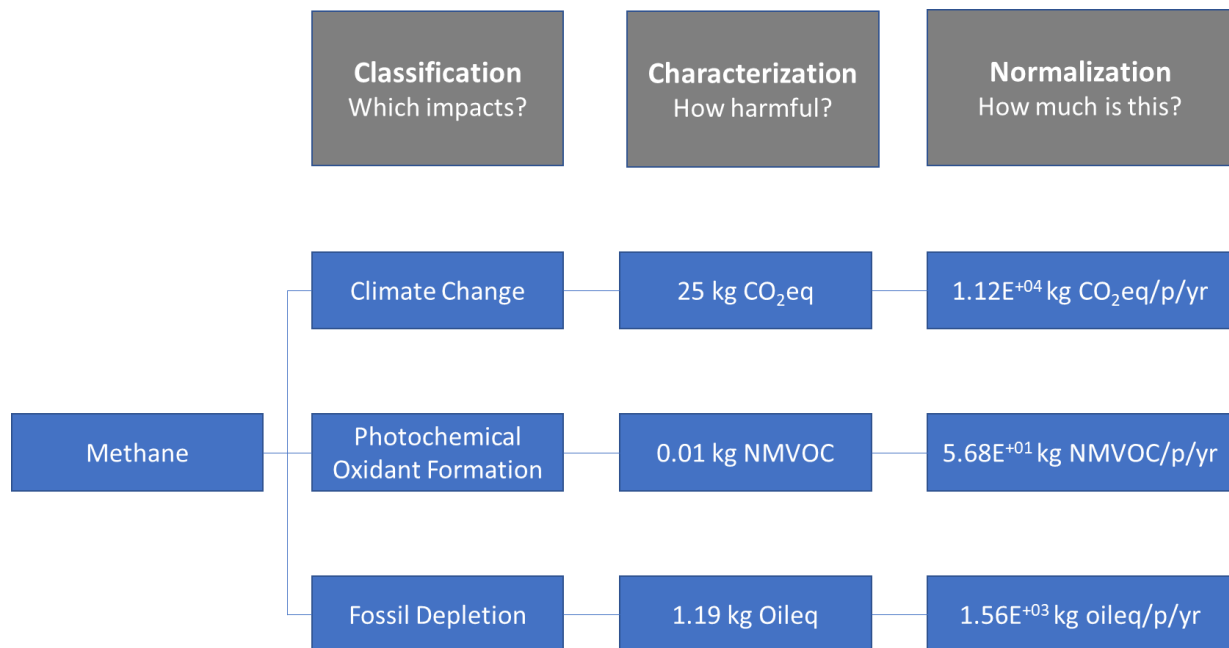 Classification
Which impacts?
Characterization
How harmful?
Normalization
How much is this?
Climate Change
25 kg CO₂eq
1.12E⁺⁰⁴ kg CO₂eq/p/yr
Methane
Photochemical
Oxidant Formation
0.01 kg NMVOC
5.68E⁺⁰¹ kg NMVOC/p/yr
Fossil Depletion
1.19 kg Oileq
1.56E⁺⁰³ kg oileq/p/yr